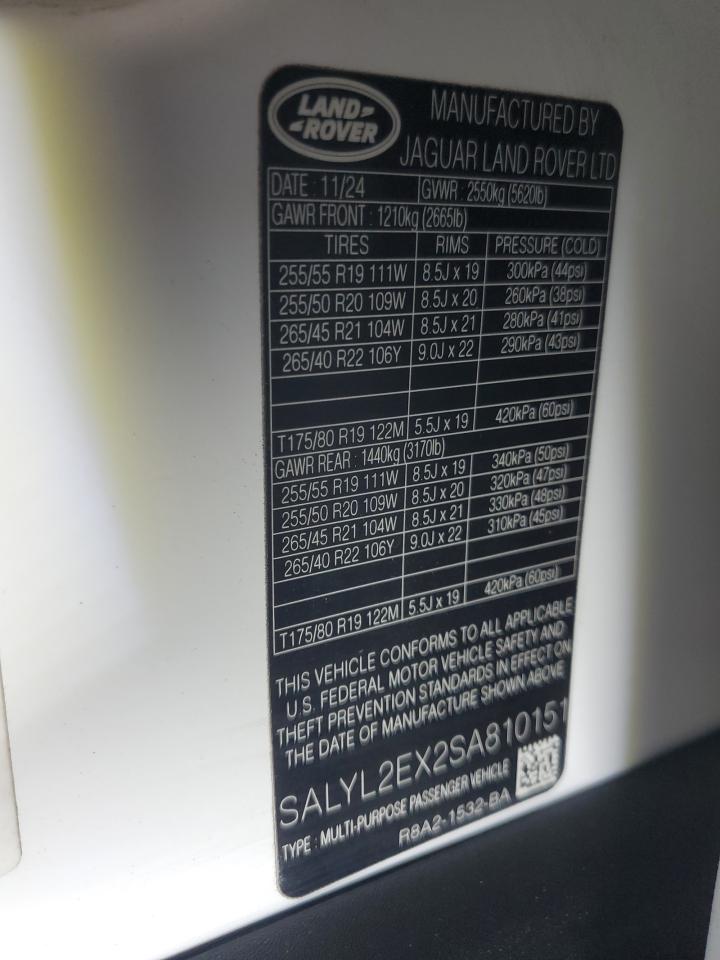 LAND ROVER
MANUFACTURED BY
JAGUAR LAND ROVER LTD
DATE : 11/24 GVWR : 2550kg (5620lb)
GAWR FRONT : 1210kg (2665lb)
TIRES RIMS PRESSURE (COLD)
255/55 R19 111W 8.5J x 19 300kPa (44psi)
255/50 R20 109W 8.5J x 20 260kPa (38psi)
265/45 R21 104W 8.5J x 21 280kPa (41psi)
265/40 R22 106Y 9.0J x 22 290kPa (43psi)
T175/80 R19 122M 5.5J x 19 420kPa (60psi)
GAWR REAR : 1440kg (3170lb)
255/55 R19 111W 8.5J x 19 340kPa (50psi)
255/50 R20 109W 8.5J x 20 320kPa (47psi)
265/45 R21 104W 8.5J x 21 330kPa (48psi)
265/40 R22 106Y 9.0J x 22 310kPa (45psi)
T175/80 R19 122M 5.5J x 19 420kPa (60psi)
THIS VEHICLE CONFORMS TO ALL APPLICABLE
U.S. FEDERAL MOTOR VEHICLE SAFETY AND
THEFT PREVENTION STANDARDS IN EFFECT ON
THE DATE OF MANUFACTURE SHOWN ABOVE
SALYL2EX2SA810151
TYPE : MULTI-PURPOSE PASSENGER VEHICLE
R8A2-1532-BA